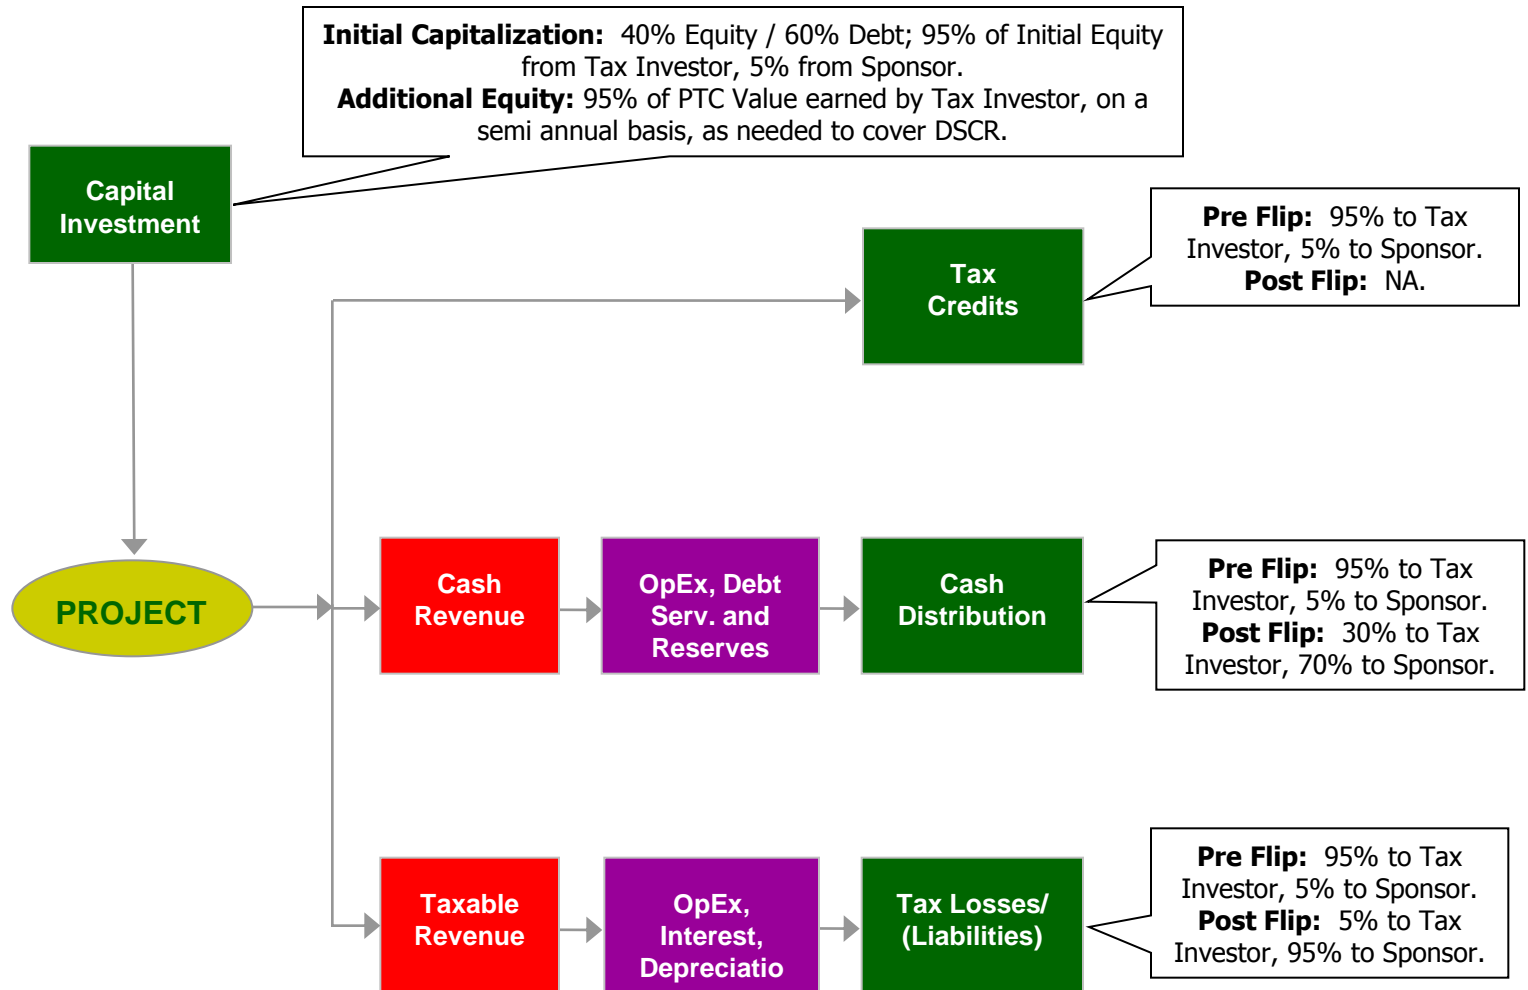 Initial Capitalization: 40% Equity / 60% Debt; 95% of Initial Equity
from Tax Investor, 5% from Sponsor.
Additional Equity: 95% of PTC Value earned by Tax Investor, on a
semi annual basis, as needed to cover DSCR.
Capital
Investment
Pre Flip: 95% to Tax
Investor, 5% to Sponsor.
Post Flip: NA.
Tax
Credits
PROJECT
Cash
Revenue
OpEx, Debt
Serv. and
Reserves
Cash
Distribution
Pre Flip: 95% to Tax
Investor, 5% to Sponsor.
Post Flip: 30% to Tax
Investor, 70% to Sponsor.
Taxable
Revenue
OpEx,
Interest,
Depreciatio
Tax Losses/
(Liabilities)
Pre Flip: 95% to Tax
Investor, 5% to Sponsor.
Post Flip: 5% to Tax
Investor, 95% to Sponsor.